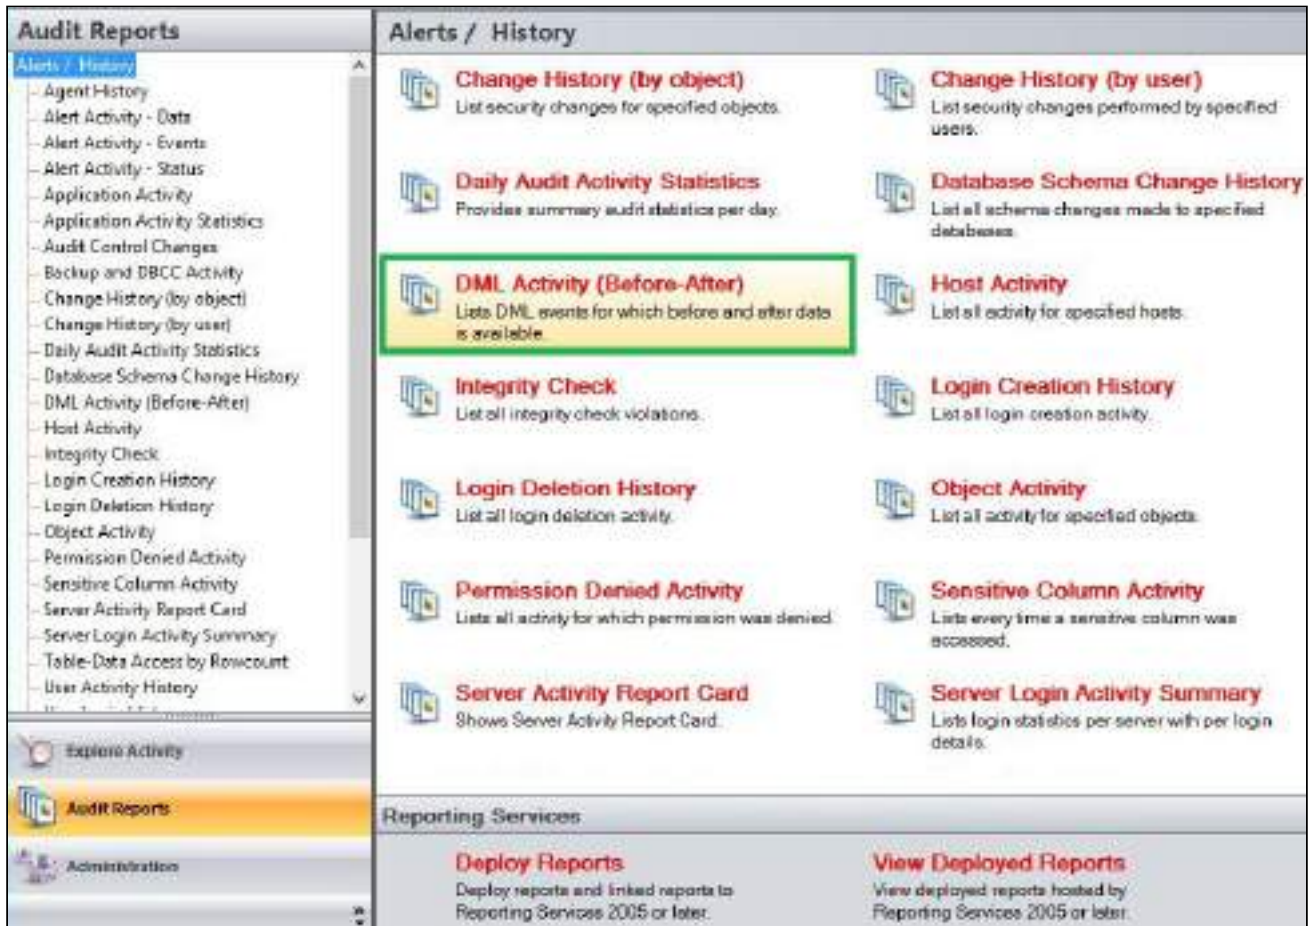 Audit Reports
Alerts / History
Agent History
Alert Activity - Data
Alert Activity - Events
Alert Activity - Status
Application Activity
Application Activity Statistics
Audit Control Changes
Backup and DBCC Activity
Change History (by object)
Change History (by user)
Daily Audit Activity Statistics
Database Schema Change History
DML Activity (Before-After)
Host Activity
Integrity Check
Login Creation History
Login Deletion History
Object Activity
Permission Denied Activity
Sensitive Column Activity
Server Activity Report Card
Server Login Activity Summary
Table-Data Access by Rowcount
User Activity History
Explore Activity
Audit Reports
Administration
Alerts / History
Change History (by object)
List security changes for specified objects.
Change History (by user)
List security changes performed by specified
users.
Daily Audit Activity Statistics
Provides summary audit statistics per day.
Database Schema Change History
List all schema changes made to specified
databases.
DML Activity (Before-After)
Lists DML events for which before and after data
is available.
Host Activity
List all activity for specified hosts.
Integrity Check
List all integrity check violations.
Login Creation History
List all login creation activity.
Login Deletion History
List all login deletion activity.
Object Activity
List all activity for specified objects.
Permission Denied Activity
Lists all activity for which permission was denied.
Sensitive Column Activity
Lists every time a sensitive column was
accessed.
Server Activity Report Card
Shows Server Activity Report Card.
Server Login Activity Summary
Lists login statistics per server with per login
details.
Reporting Services
Deploy Reports
Deploy reports and linked reports to
Reporting Services 2005 or later.
View Deployed Reports
View deployed reports hosted by
Reporting Services 2005 or later.